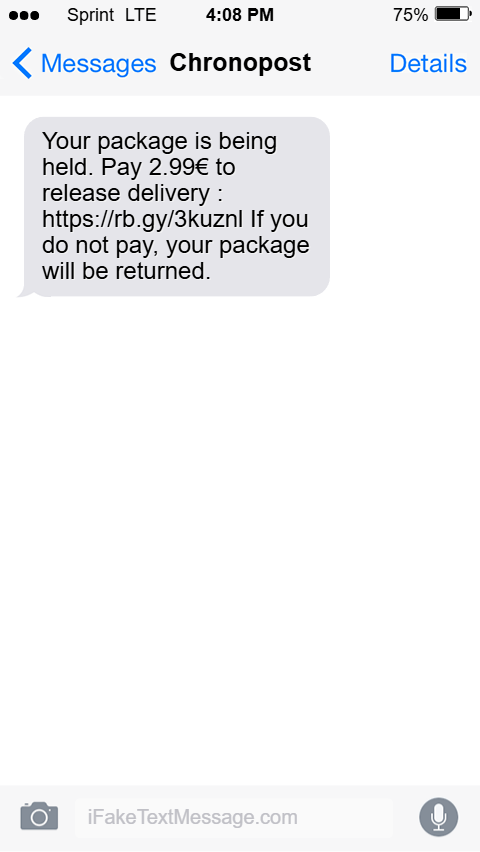 Sprint LTE 4:08 PM 75%
Messages Chronopost Details
Your package is being
held. Pay 2.99€ to
release delivery :
https://rb.gy/3kuznl If you
do not pay, your package
will be returned.
iFakeTextMessage.com